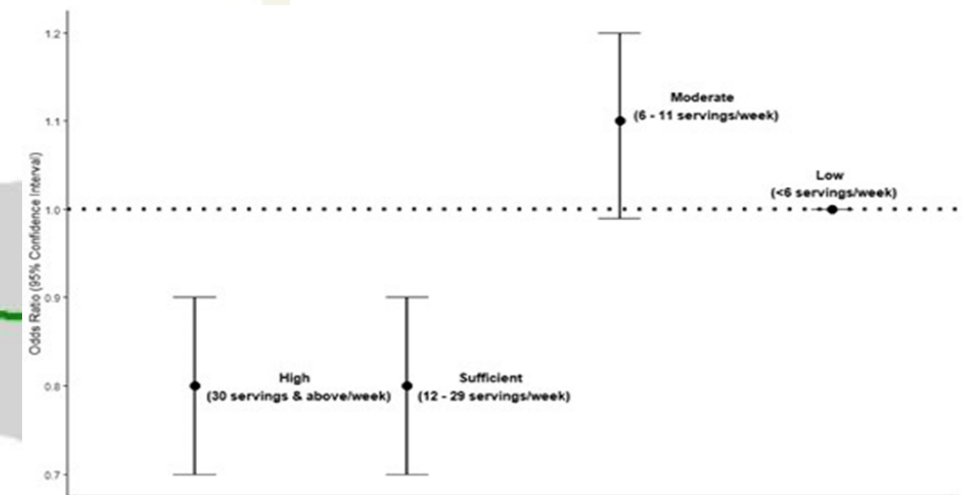 Odds Ratio (95% Confidence Interval)
1.2
1.1
1.0
0.9
0.8
0.7
Moderate
(6 - 11 servings/week)
Low
(<6 servings/week)
High
(30 servings & above/week)
Sufficient
(12 - 29 servings/week)